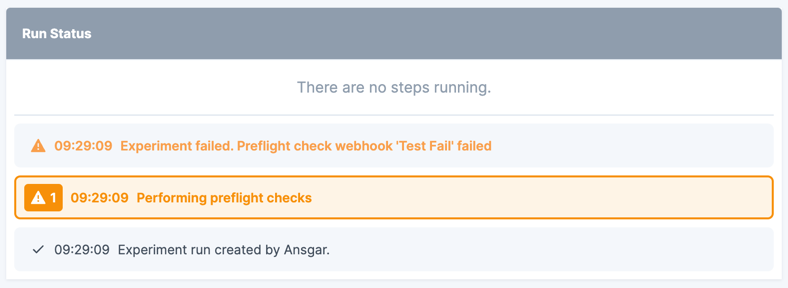 Run Status
There are no steps running.
09:29:09 Experiment failed. Preflight check webhook 'Test Fail' failed
1 09:29:09 Performing preflight checks
09:29:09 Experiment run created by Ansgar.